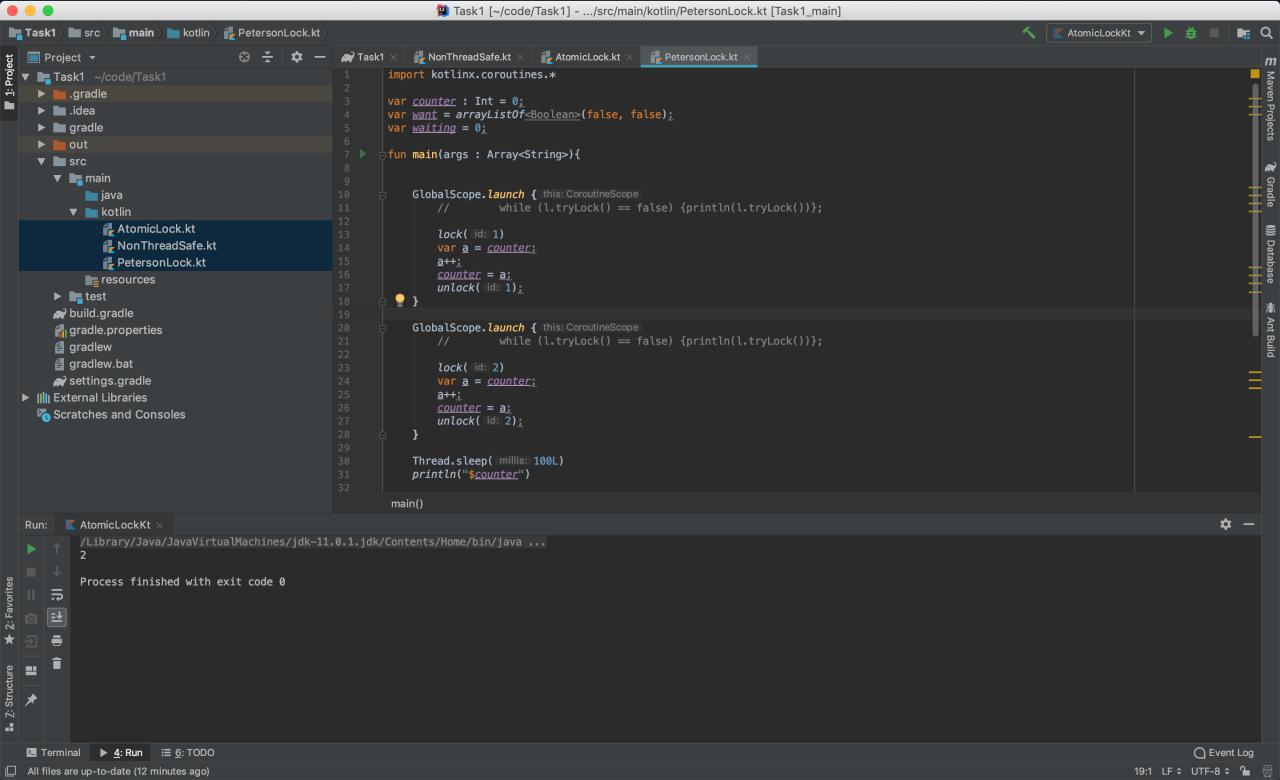 Task1 [~/code/Task1] - .../src/main/kotlin/PetersonLock.kt [Task1_main]
Task1 src main kotlin PetersonLock.kt
AtomicLockKt
Project
Task1 NonThreadSafe.kt AtomicLock.kt PetersonLock.kt
1: Project
Task1 ~/code/Task1
.gradle
.idea
gradle
out
src
main
java
kotlin
AtomicLock.kt
NonThreadSafe.kt
PetersonLock.kt
resources
test
build.gradle
gradle.properties
gradlew
gradlew.bat
settings.gradle
External Libraries
Scratches and Consoles
1 import kotlinx.coroutines.*
2
3 var counter : Int = 0;
4 var want = arrayListOf<Boolean>(false, false);
5 var waiting = 0;
6
7 fun main(args : Array<String>){
8
9
10 GlobalScope.launch { this: CoroutineScope
11 // while (l.tryLock() == false) {println(l.tryLock())};
12
13 lock( id: 1)
14 var a = counter;
15 a++;
16 counter = a;
17 unlock( id: 1);
18 }
19
20 GlobalScope.launch { this: CoroutineScope
21 // while (l.tryLock() == false) {println(l.tryLock())};
22
23 lock( id: 2)
24 var a = counter;
25 a++;
26 counter = a;
27 unlock( id: 2);
28 }
29
30 Thread.sleep( millis: 100L)
31 println("$counter")
32
main()
m Maven Projects
Gradle
Database
Ant Build
Run: AtomicLockKt
/Library/Java/JavaVirtualMachines/jdk-11.0.1.jdk/Contents/Home/bin/java ...
2
Process finished with exit code 0
2: Favorites
7: Structure
Terminal 4: Run 6: TODO Event Log
All files are up-to-date (12 minutes ago) 19:1 LF UTF-8